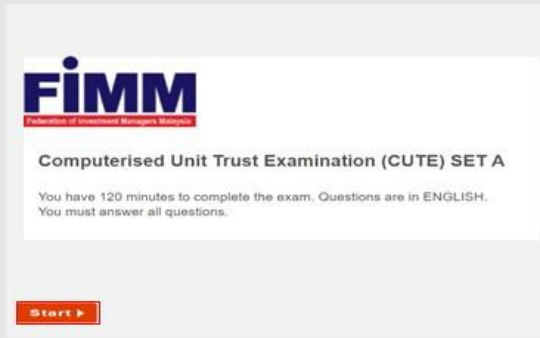 FiMM
Federation of Investment Managers Malaysia
Computerised Unit Trust Examination (CUTE) SET A
You have 120 minutes to complete the exam. Questions are in ENGLISH.
You must answer all questions.
Start